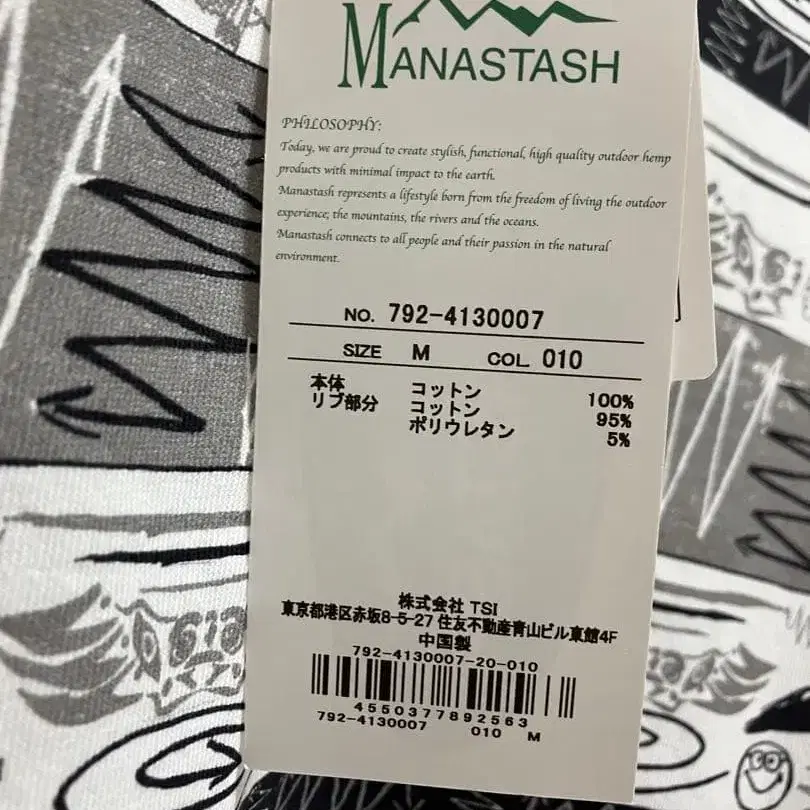 MANASTASH
PHILOSOPHY:
Today, we are proud to create stylish, functional, high quality outdoor hemp
products with minimal impact to the earth.
Manastash represents a lifestyle born from the freedom of living the outdoor
experience; the mountains, the rivers and the oceans.
Manastash connects to all people and their passion in the natural
environment.
NO. 792-4130007
SIZE M COL 010
本体 コットン 100%
リブ部分 コットン 95%
ポリウレタン 5%
株式会社 TSI
東京都港区赤坂8-5-27 住友不動産青山ビル東館4F
中国製
792-4130007-20-010
4550377892563
792-4130007 010 M